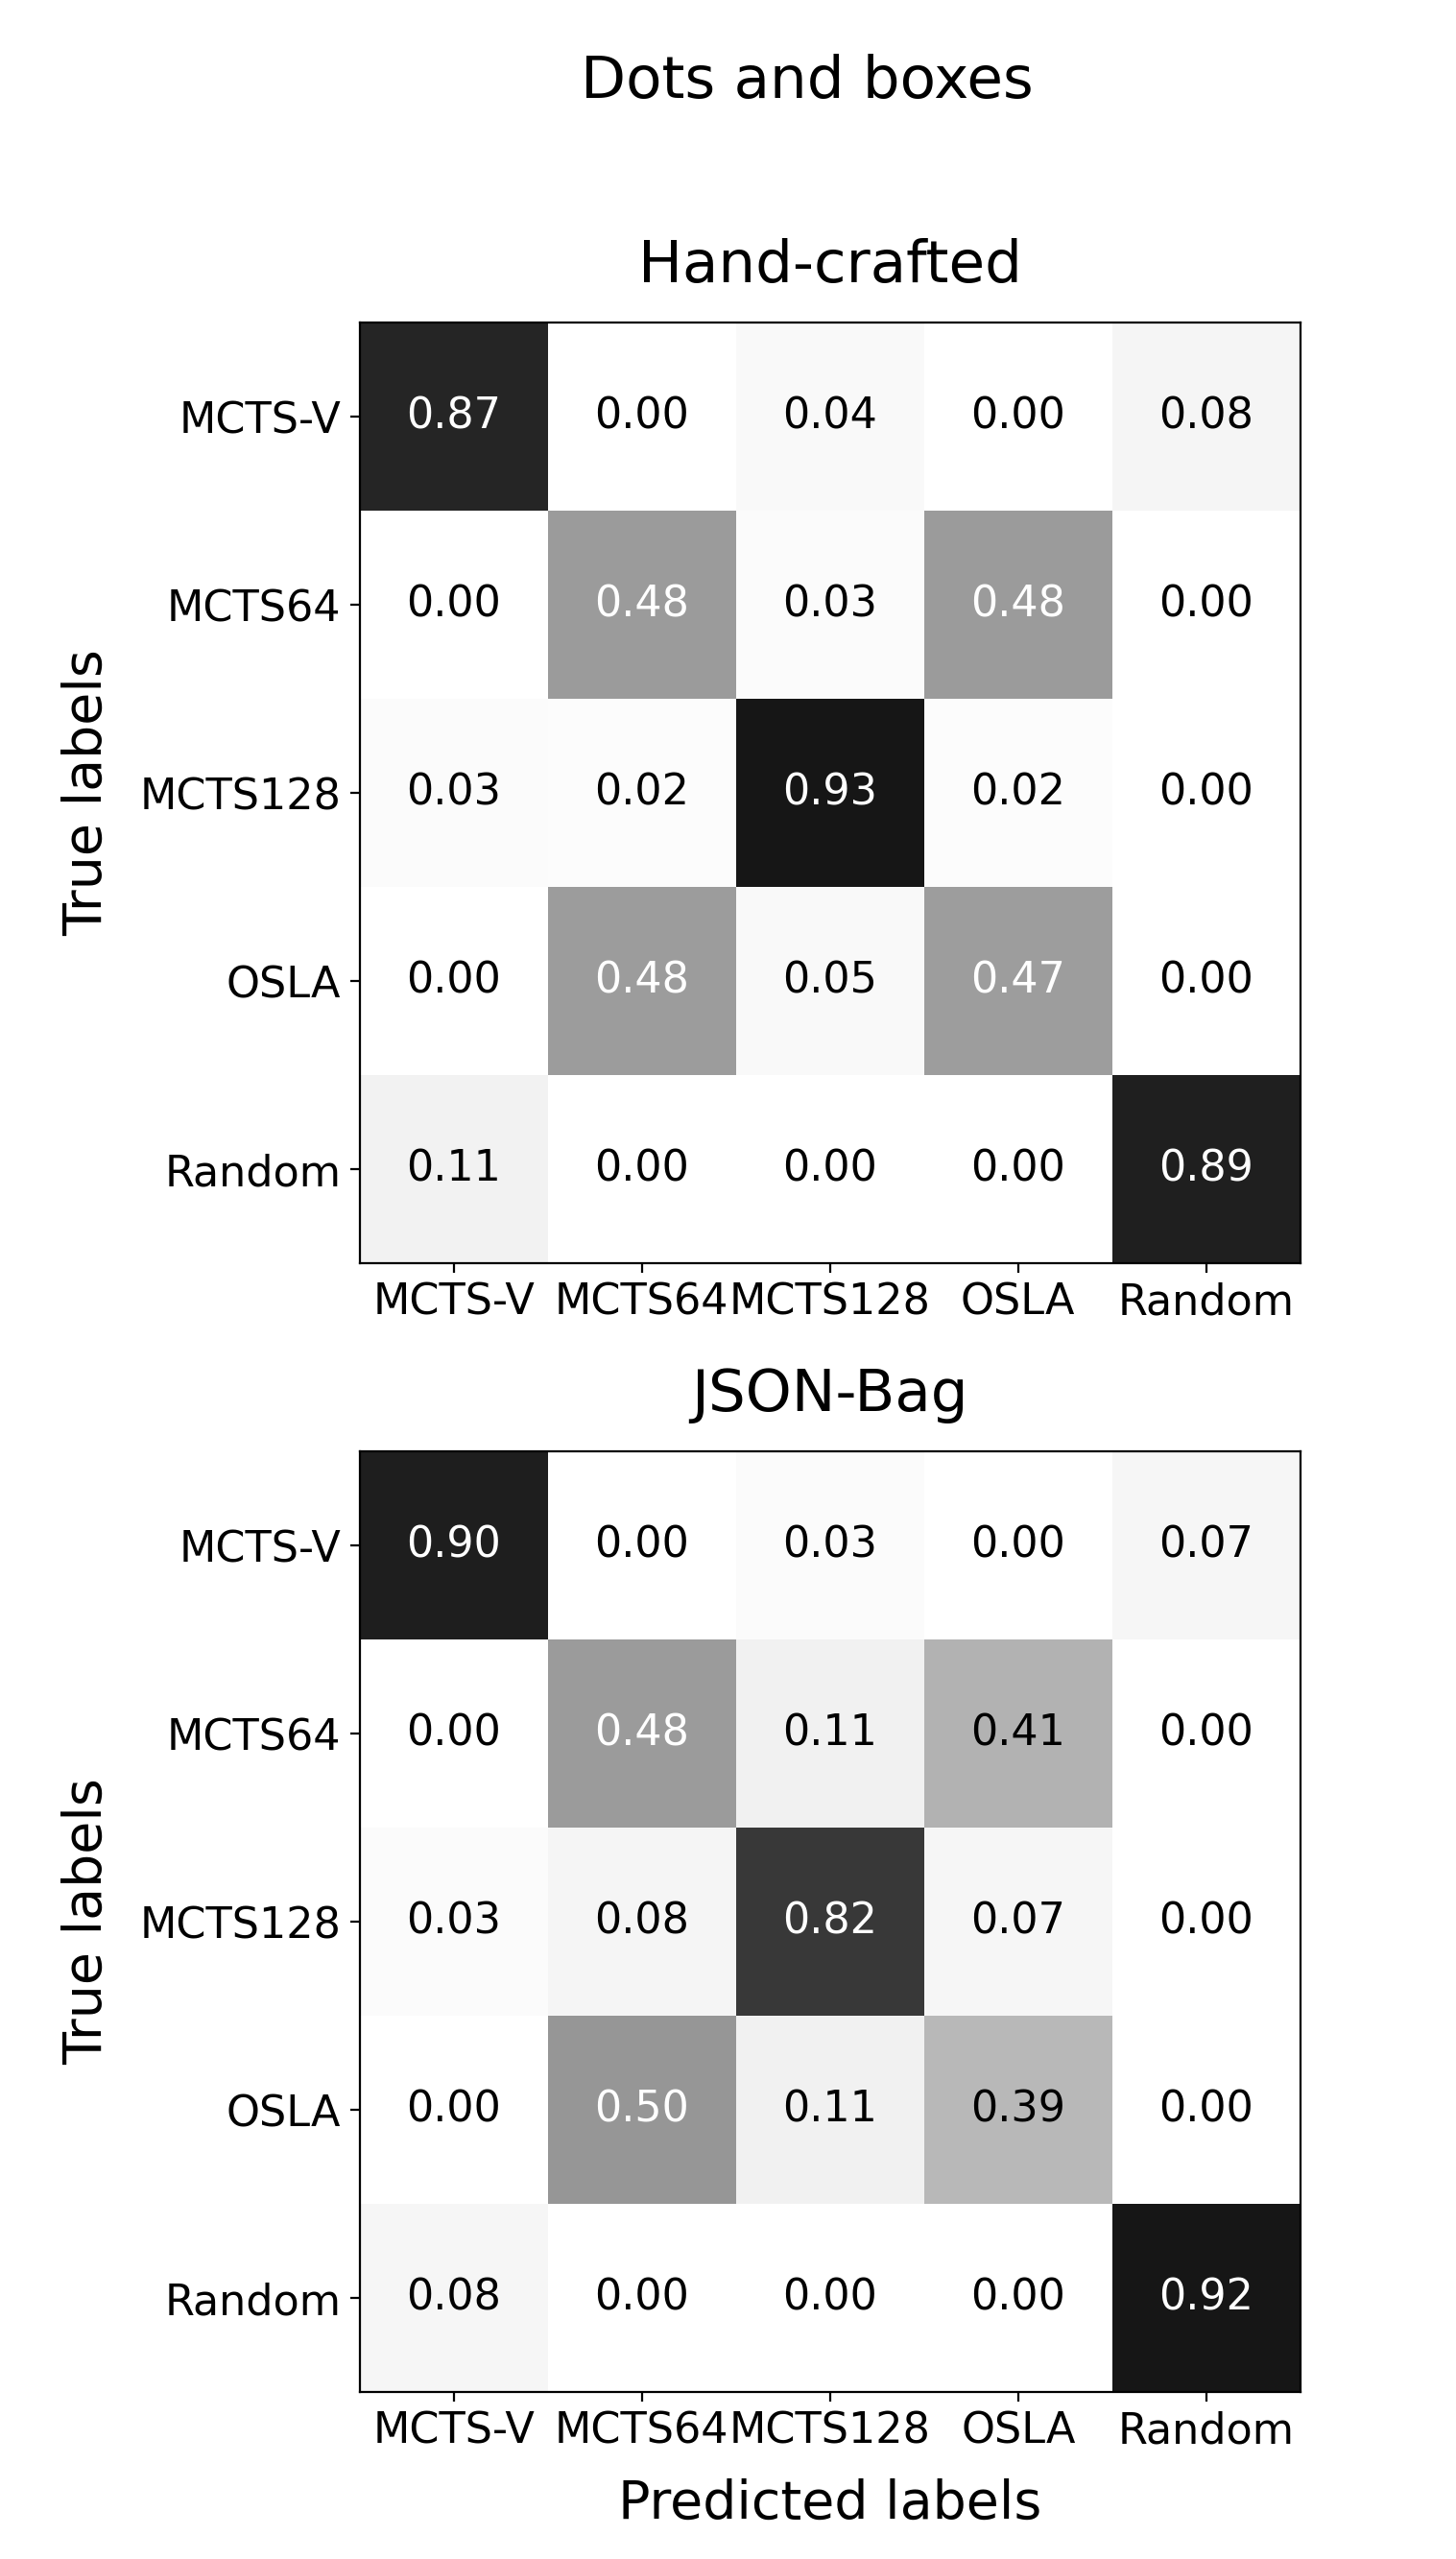 Dots and boxes
Hand-crafted
True labels
MCTS-V 0.87 0.00 0.04 0.00 0.08
MCTS64 0.00 0.48 0.03 0.48 0.00
MCTS128 0.03 0.02 0.93 0.02 0.00
OSLA 0.00 0.48 0.05 0.47 0.00
Random 0.11 0.00 0.00 0.00 0.89
MCTS-V MCTS64 MCTS128 OSLA Random
JSON-Bag
True labels
MCTS-V 0.90 0.00 0.03 0.00 0.07
MCTS64 0.00 0.48 0.11 0.41 0.00
MCTS128 0.03 0.08 0.82 0.07 0.00
OSLA 0.00 0.50 0.11 0.39 0.00
Random 0.08 0.00 0.00 0.00 0.92
MCTS-V MCTS64 MCTS128 OSLA Random
Predicted labels